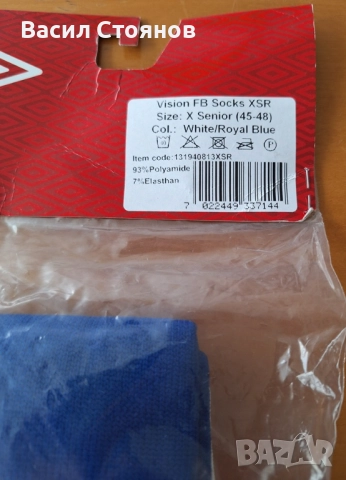 Васил Стоянов
Vision FB Socks XSR
Size: X Senior (45-48)
Col.: White/Royal Blue
Item code:131940813XSR
93%Polyamide
7%Elasthan
7 022449 337144
BAZAR